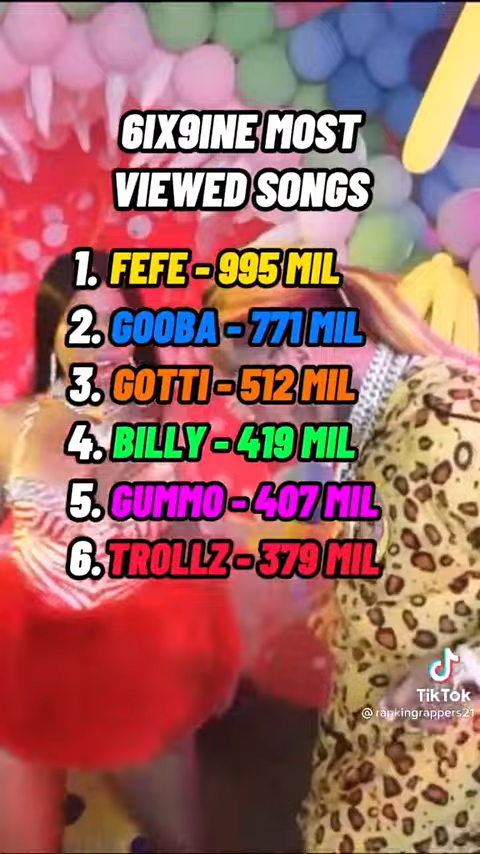 6IX9INE MOST
VIEWED SONGS
1. FEFE - 995 MIL
2. GOOBA - 771 MIL
3. GOTTI - 512 MIL
4. BILLY - 419 MIL
5. GUMMO - 407 MIL
6. TROLLZ - 379 MIL
TikTok
@rankingrappers21